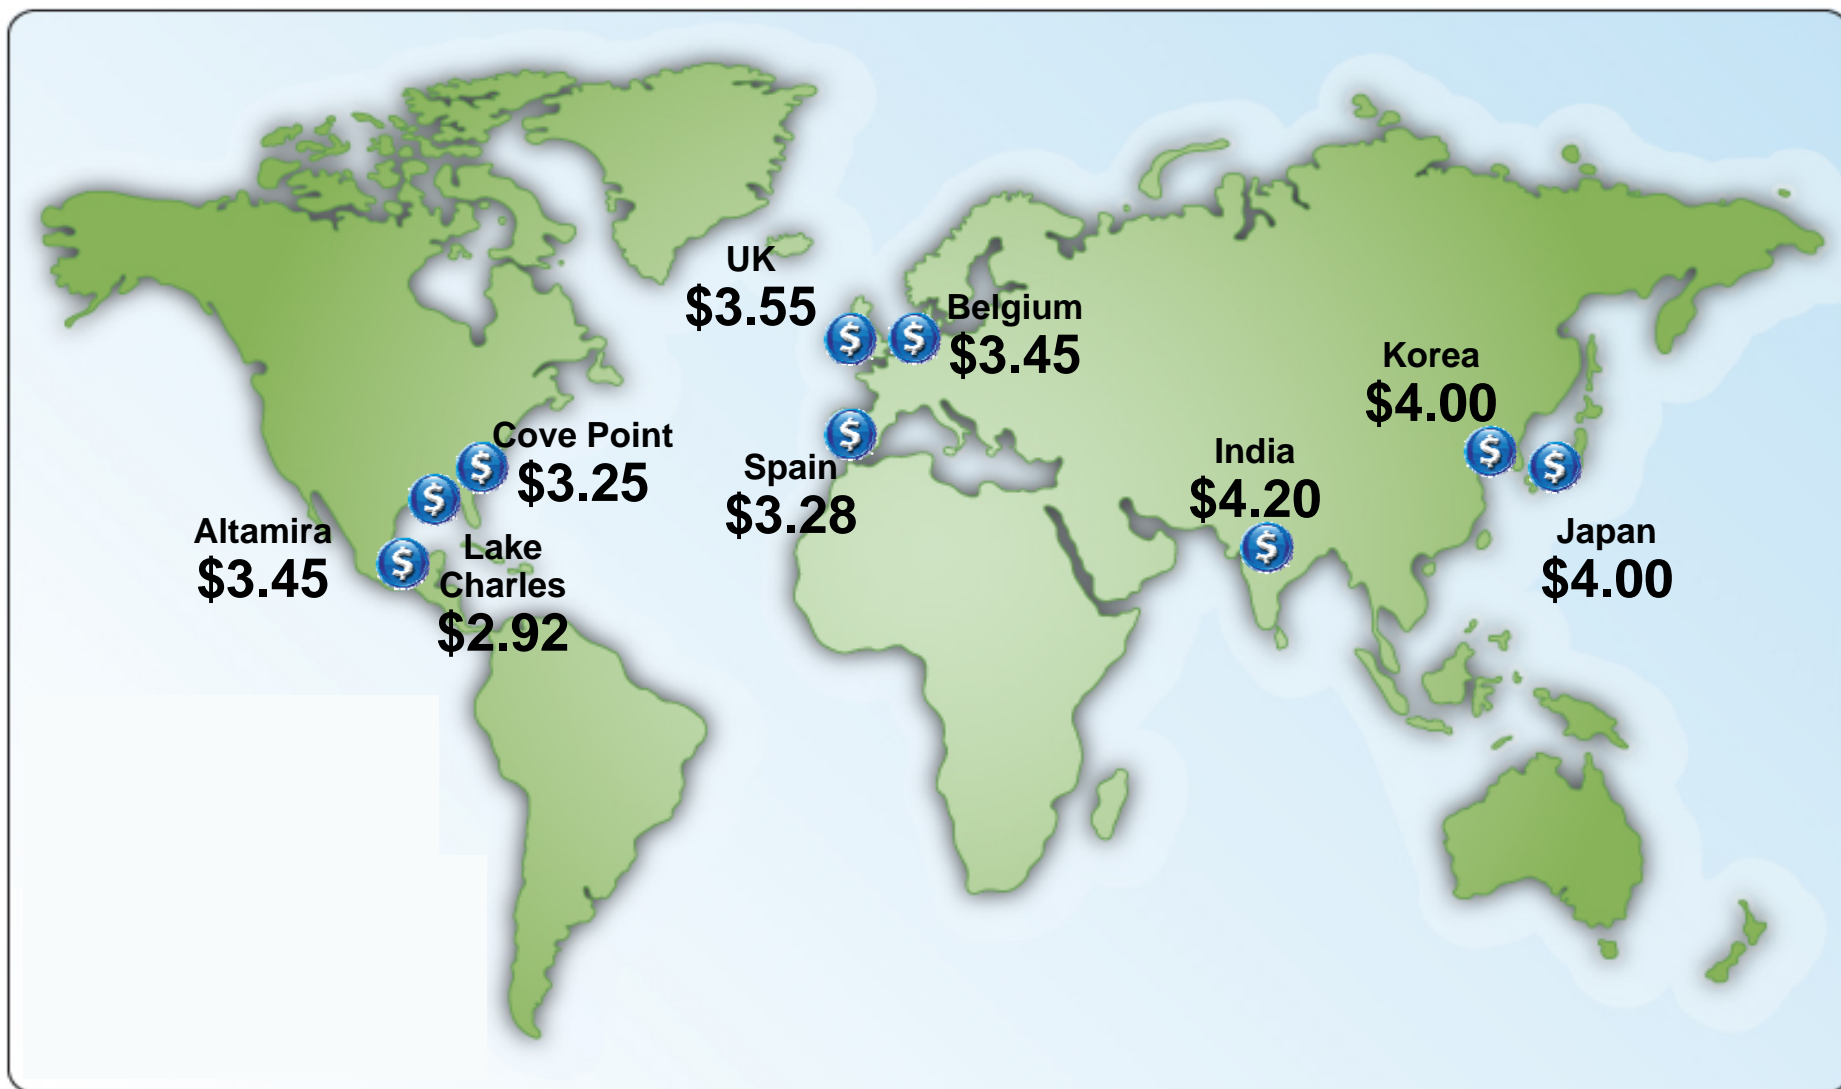 UK
$3.55
Belgium
$3.45
Korea
$4.00
Cove Point
$3.25
India
$4.20
Spain
$3.28
Altamira
$3.45
Lake
Charles
$2.92
Japan
$4.00
$
$
$
$
$
$
$
$
$